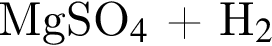 MgSO₄ + H₂